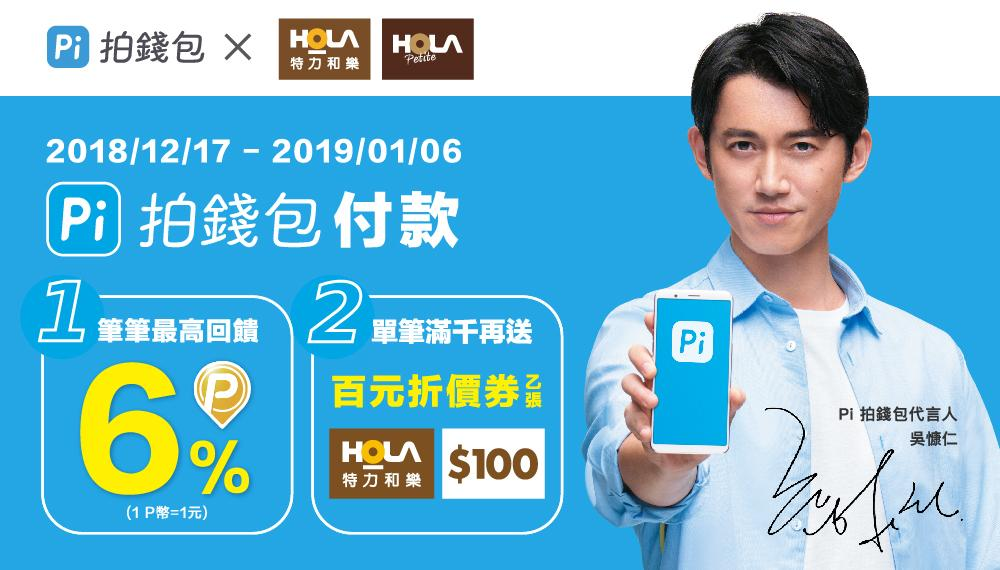 Pi 拍錢包 × HOLA 特力和樂 HOLA Petite
2018/12/17 - 2019/01/06
Pi 拍錢包付款
1 筆筆最高回饋
6%
P
(1 P幣=1元)
2 單筆滿千再送
百元折價券乙張
HOLA 特力和樂 $100
Pi
Pi 拍錢包代言人
吳慷仁